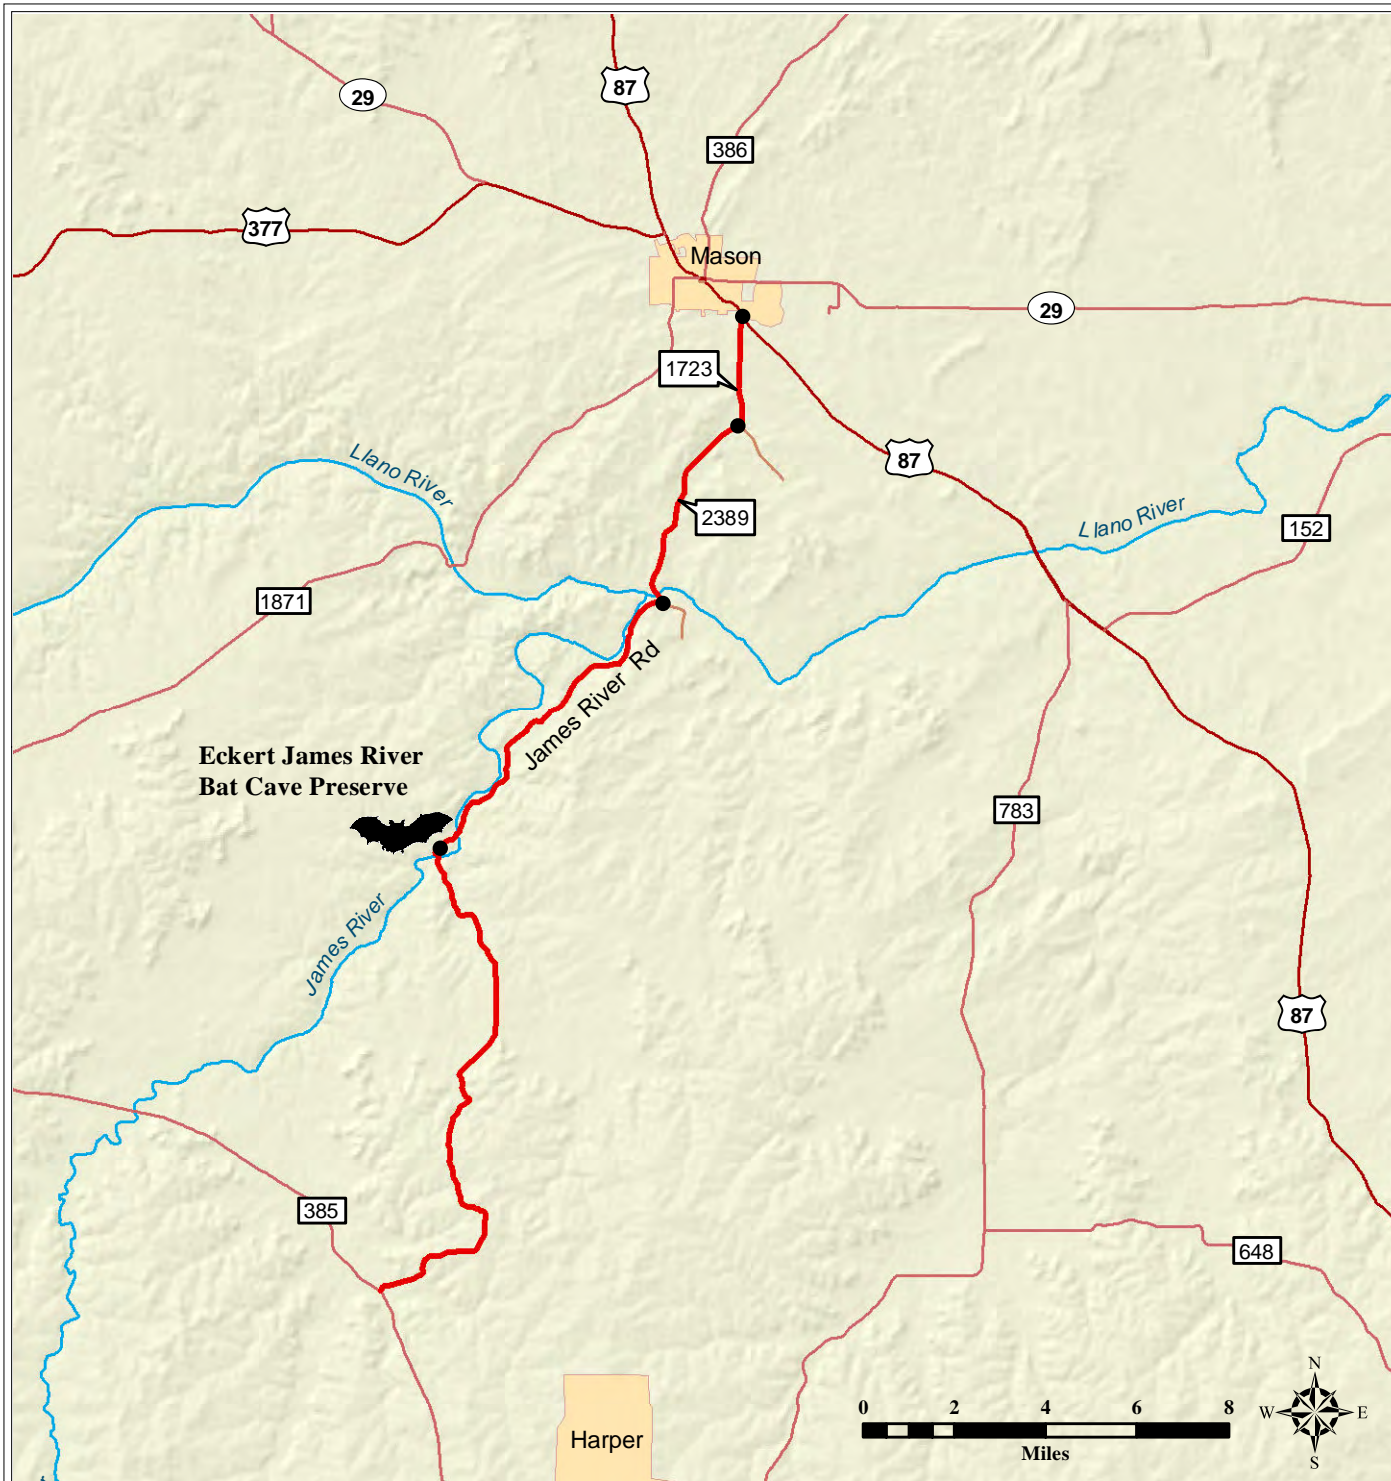 29
87
386
377
Mason
29
1723
87
Llano River
2389
Llano River
152
1871
James River Rd
Eckert James River
Bat Cave Preserve
783
James River
87
385
648
N
W E
S
0 2 4 6 8
Miles
Harper